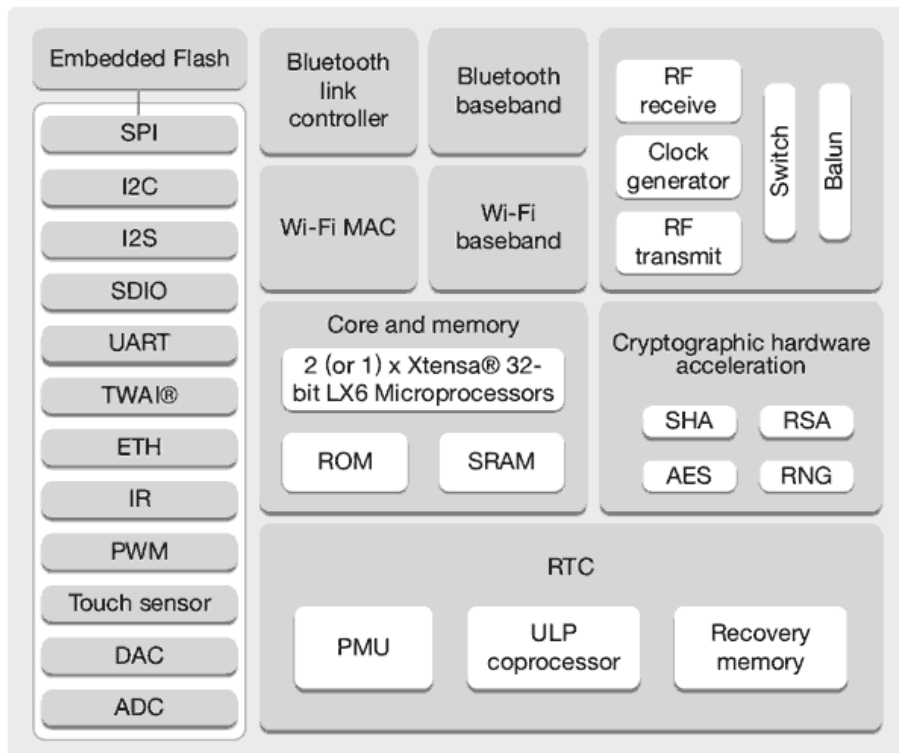 Embedded Flash
SPI
I2C
I2S
SDIO
UART
TWAI®
ETH
IR
PWM
Touch sensor
DAC
ADC
Bluetooth
link
controller
Bluetooth
baseband
Wi-Fi MAC
Wi-Fi
baseband
RF
receive
Clock
generator
RF
transmit
Switch
Balun
Core and memory
2 (or 1) x Xtensa® 32-
bit LX6 Microprocessors
ROM
SRAM
Cryptographic hardware
acceleration
SHA
RSA
AES
RNG
RTC
PMU
ULP
coprocessor
Recovery
memory